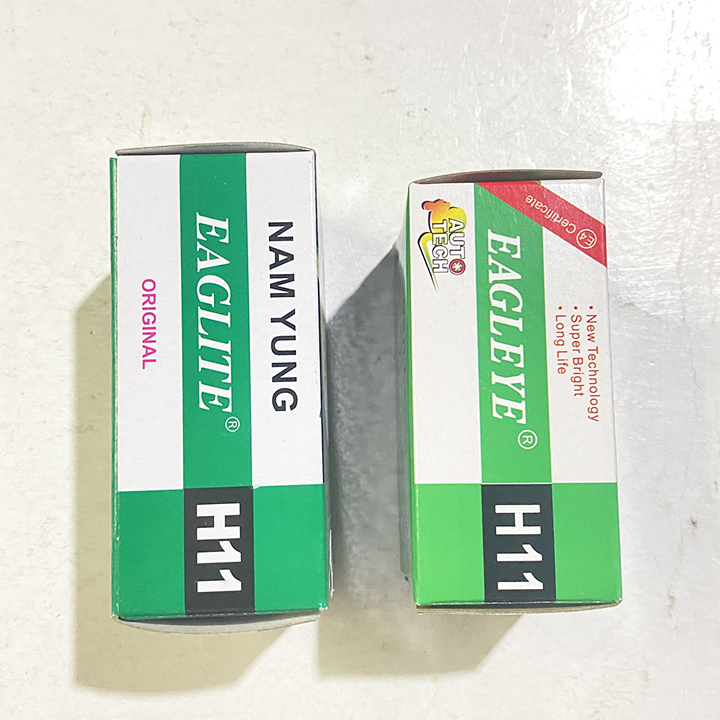 NAM YUNG
EAGLITE®
ORIGINAL
H11
E4 Certificate
AUTO
TECH
EAGLEYE®
• New Technology
• Super Bright
• Long Life
H11